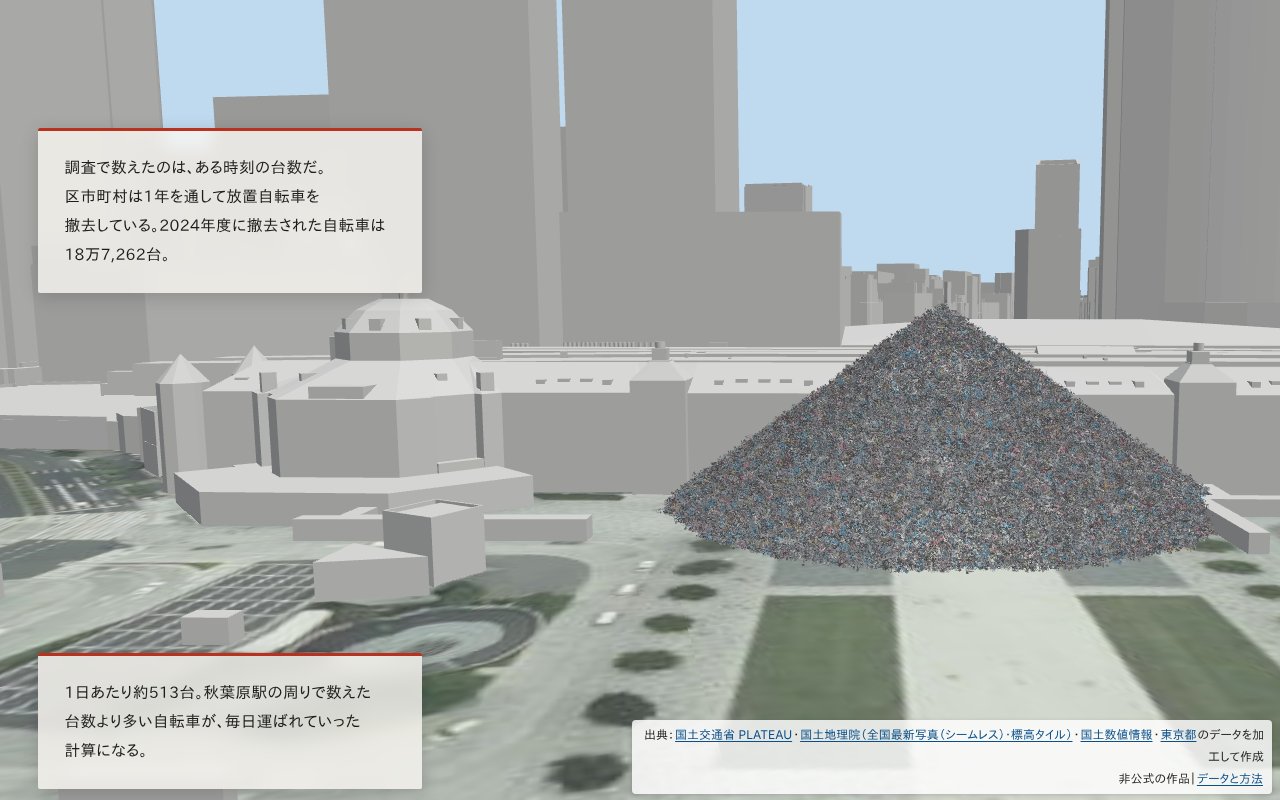 調査で数えたのは、ある時刻の台数だ。
区市町村は1年を通して放置自転車を
撤去している。2024年度に撤去された自転車は
18万7,262台。
1日あたり約513台。秋葉原駅の周りで数えた
台数より多い自転車が、毎日運ばれていった
計算になる。
出典：国土交通省 PLATEAU・国土地理院（全国最新写真（シームレス）・標高タイル）・国土数値情報・東京都のデータを加
工して作成
非公式の作品 | データと方法